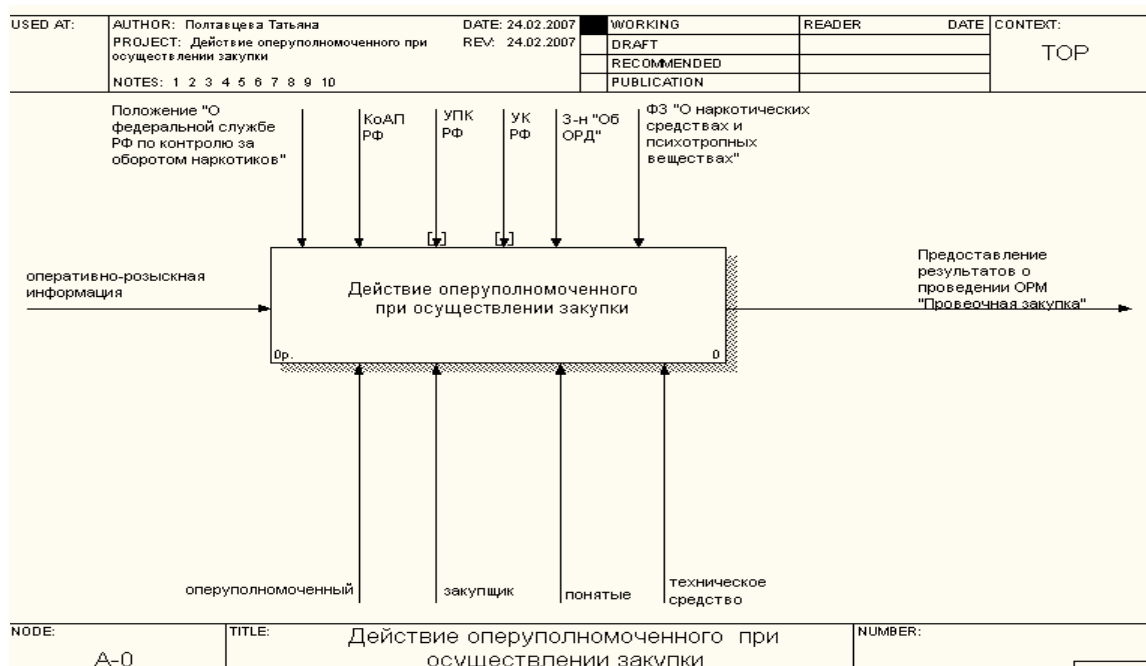 USED AT:
AUTHOR: Полтавцева Татьяна
DATE: 24.02.2007
WORKING
READER
DATE
CONTEXT:
PROJECT: Действие оперуполномоченного при
осуществлении закупки
REV: 24.02.2007
DRAFT
TOP
RECOMMENDED
NOTES: 1 2 3 4 5 6 7 8 9 10
PUBLICATION
Положение "О
федеральной службе
РФ по контролю за
оборотом наркотиков"
КоАП
РФ
УПК
РФ
УК
РФ
З-н "Об
ОРД"
ФЗ "О наркотических
средствах и
психотропных
веществах"
оперативно-розыскная
информация
Действие оперуполномоченного
при осуществлении закупки
0р.
0
Предоставление
результатов о
проведении ОРМ
"Провеочная закупка"
оперуполномоченный
закупщик
понятые
техническое
средство
NODE:
A-0
TITLE:
Действие оперуполномоченного при
осуществлении закупки
NUMBER: